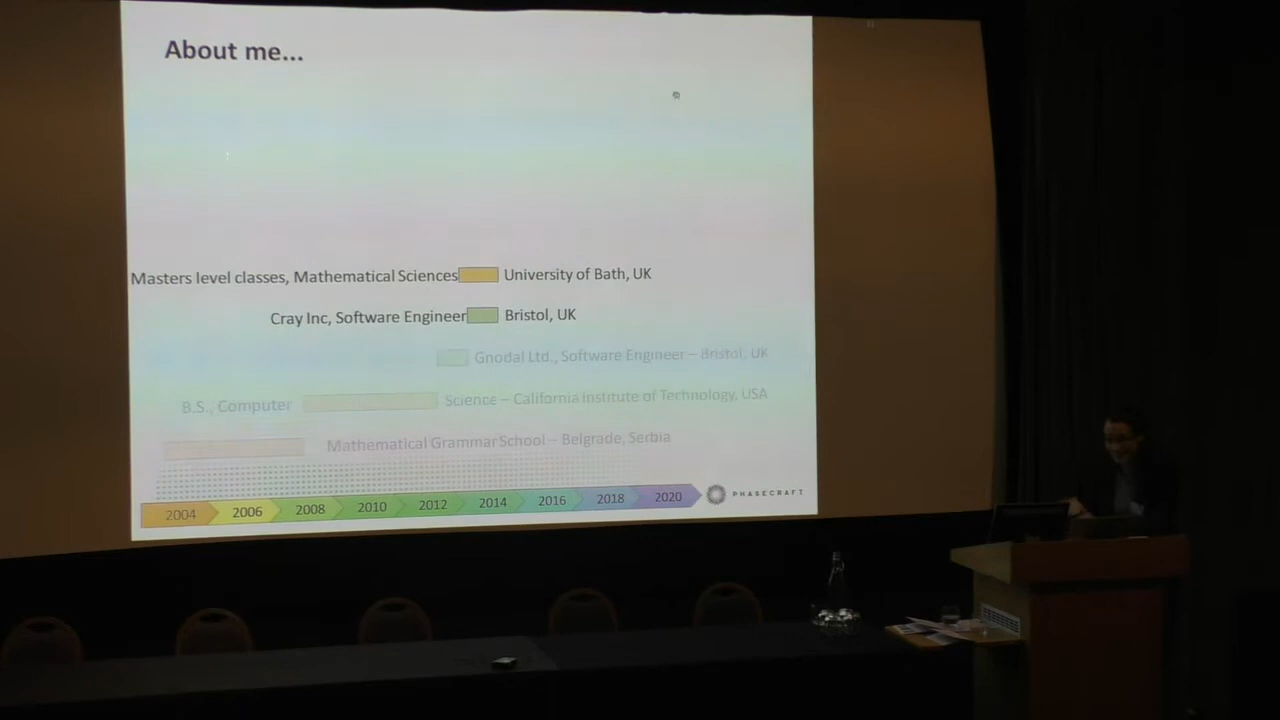 About me...
Masters level classes, Mathematical Sciences University of Bath, UK
Cray Inc, Software Engineer Bristol, UK
Gnodal Ltd., Software Engineer – Bristol, UK
B.S., Computer Science – California Institute of Technology, USA
Mathematical Grammar School – Belgrade, Serbia
2004 2006 2008 2010 2012 2014 2016 2018 2020
PHASECRAFT